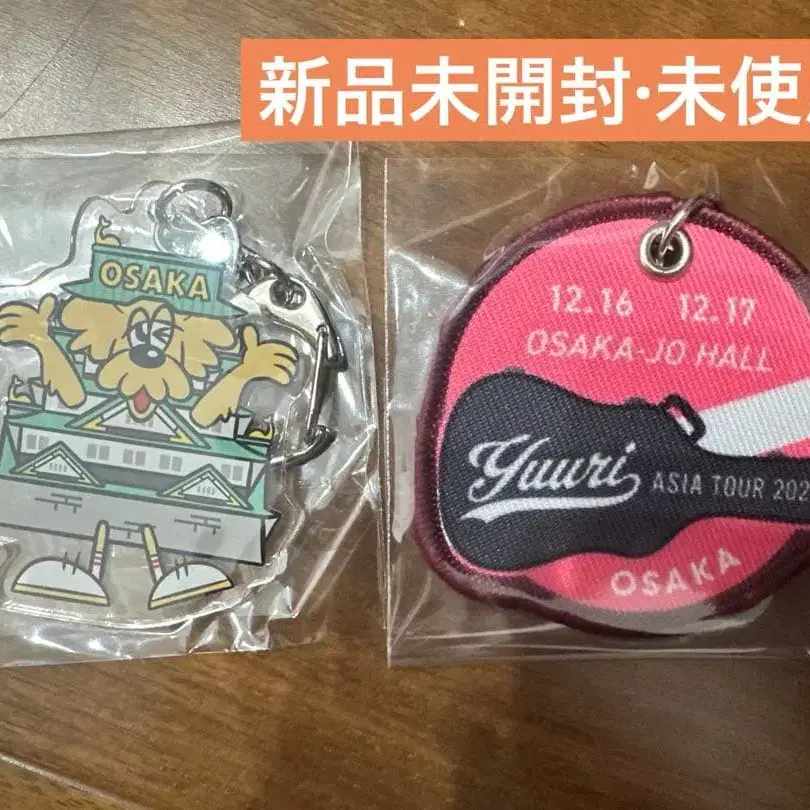 新品未開封·未使
OSAKA
12.16 12.17
OSAKA-JO HALL
Yuuri
ASIA TOUR 202
OSAKA